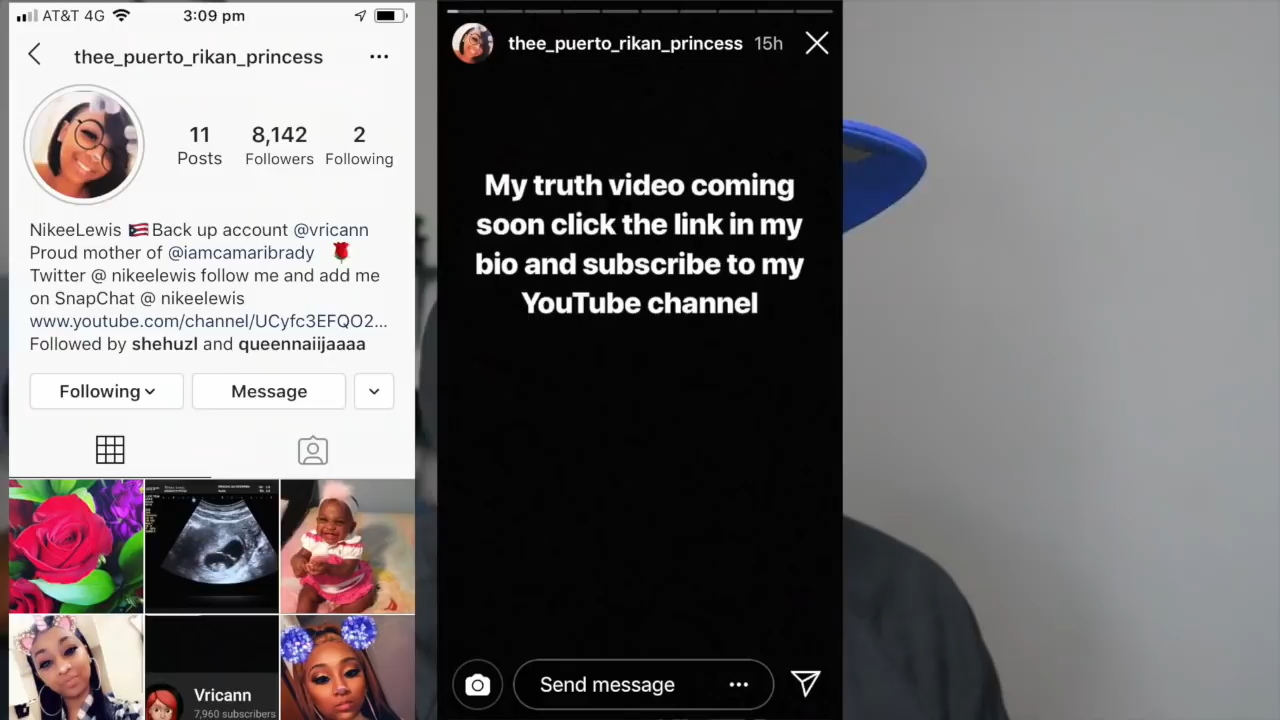 AT&T 4G 3:09 pm
thee_puerto_rikan_princess
11 8,142 2
Posts Followers Following
NikeeLewis 🇵🇷Back up account @vricann
Proud mother of @iamcamaribrady 🌹
Twitter @ nikeelewis follow me and add me
on SnapChat @ nikeelewis
www.youtube.com/channel/UCyfc3EFQO2...
Followed by shehuzl and queennaiijaaaa
Following Message
Vricann
7,960 subscribers
thee_puerto_rikan_princess 15h
My truth video coming
soon click the link in my
bio and subscribe to my
YouTube channel
Send message